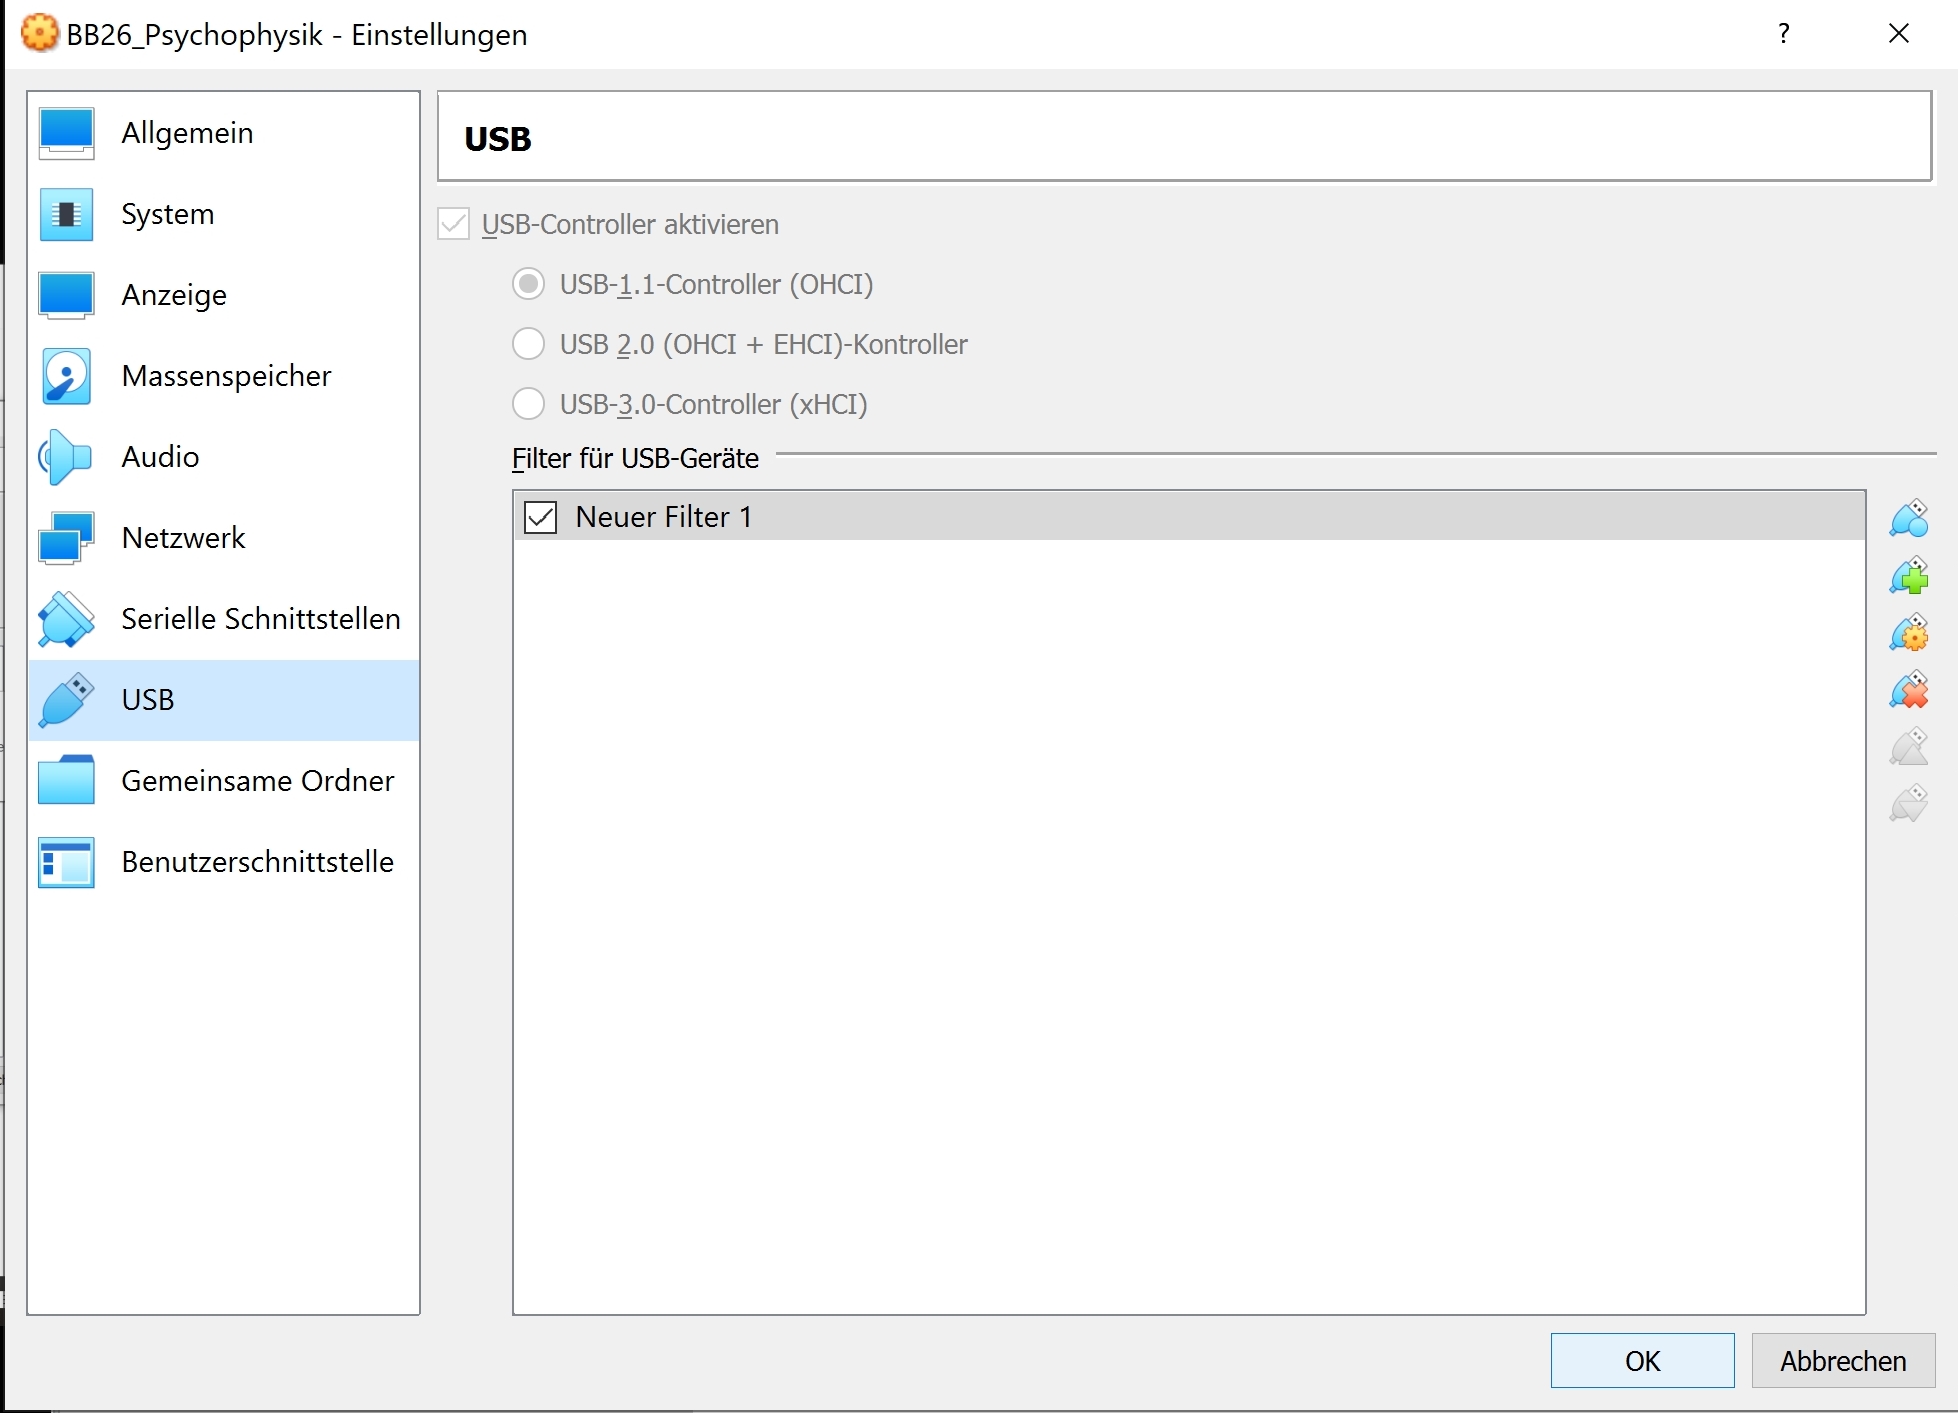 BB26_Psychophysik - Einstellungen
?
Allgemein
System
Anzeige
Massenspeicher
Audio
Netzwerk
Serielle Schnittstellen
USB
Gemeinsame Ordner
Benutzerschnittstelle
USB
USB-Controller aktivieren
USB-1.1-Controller (OHCI)
USB 2.0 (OHCI + EHCI)-Kontroller
USB-3.0-Controller (xHCI)
Filter für USB-Geräte
Neuer Filter 1
OK
Abbrechen